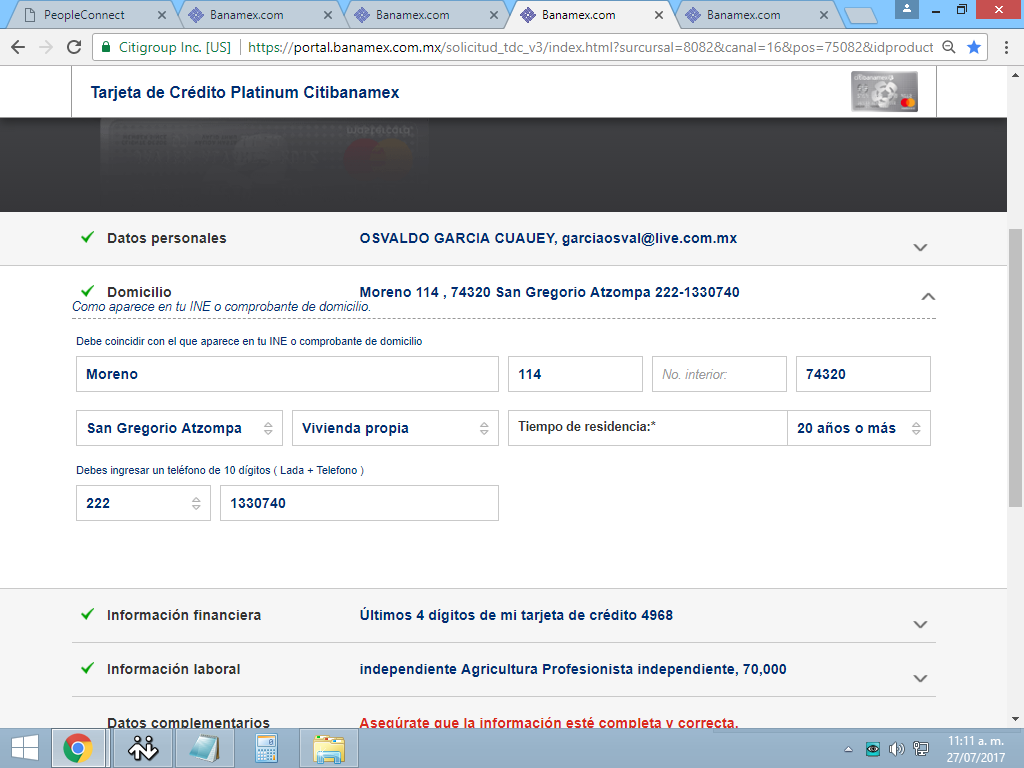 PeopleConnect
Banamex.com
Banamex.com
Banamex.com
Banamex.com
Citigroup Inc. [US]
https://portal.banamex.com.mx/solicitud_tdc_v3/index.html?sursursal=8082&canal=16&pos=75082&idproduct
Tarjeta de Crédito Platinum Citibanamex
Datos personales
OSVALDO GARCIA CUAUEY, garciaosval@live.com.mx
Domicilio
Moreno 114 , 74320 San Gregorio Atzompa 222-1330740
Como aparece en tu INE o comprobante de domicilio.
Debe coincidir con el que aparece en tu INE o comprobante de domicilio
Moreno
114
No. interior:
74320
San Gregorio Atzompa
Vivienda propia
Tiempo de residencia:*
20 años o más
Debes ingresar un teléfono de 10 dígitos ( Lada + Telefono )
222
1330740
Información financiera
Últimos 4 dígitos de mi tarjeta de crédito 4968
Información laboral
independiente Agricultura Profesionista independiente, 70,000
Datos complementarios
Asegúrate que la información esté completa y correcta.
11:11 a. m.
27/07/2017